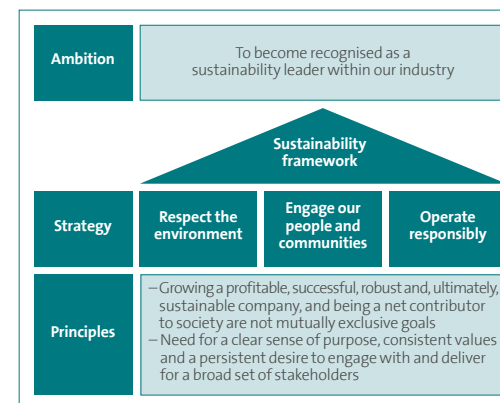 Ambition
To become recognised as a
sustainability leader within our industry
Sustainability
framework
Strategy
Respect the
environment
Engage our
people and
communities
Operate
responsibly
Principles
– Growing a profitable, successful, robust and, ultimately,
sustainable company, and being a net contributor
to society are not mutually exclusive goals
– Need for a clear sense of purpose, consistent values
and a persistent desire to engage with and deliver
for a broad set of stakeholders